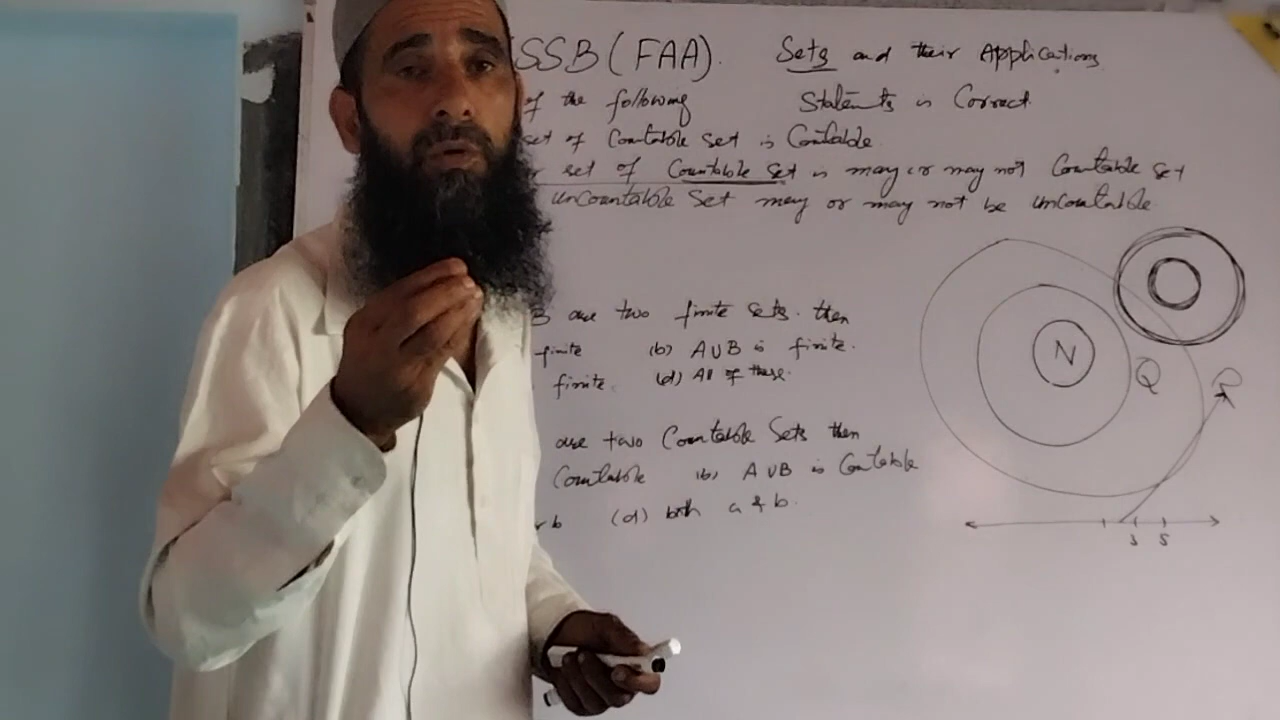 SSB (FAA). Sets and their Applications
of the following Statements is Correct
set of Countable set is Countable.
set of Countable Set is may or may not Countable set
uncountable Set may or may not be uncountable
B are two finite sets. then
finite (b) A∪B is finite.
finite. (d) All of these.
are two Countable Sets then
Countable (b) A∪B is Countable
r b (d) both a & b.
N
Q
R
3 5